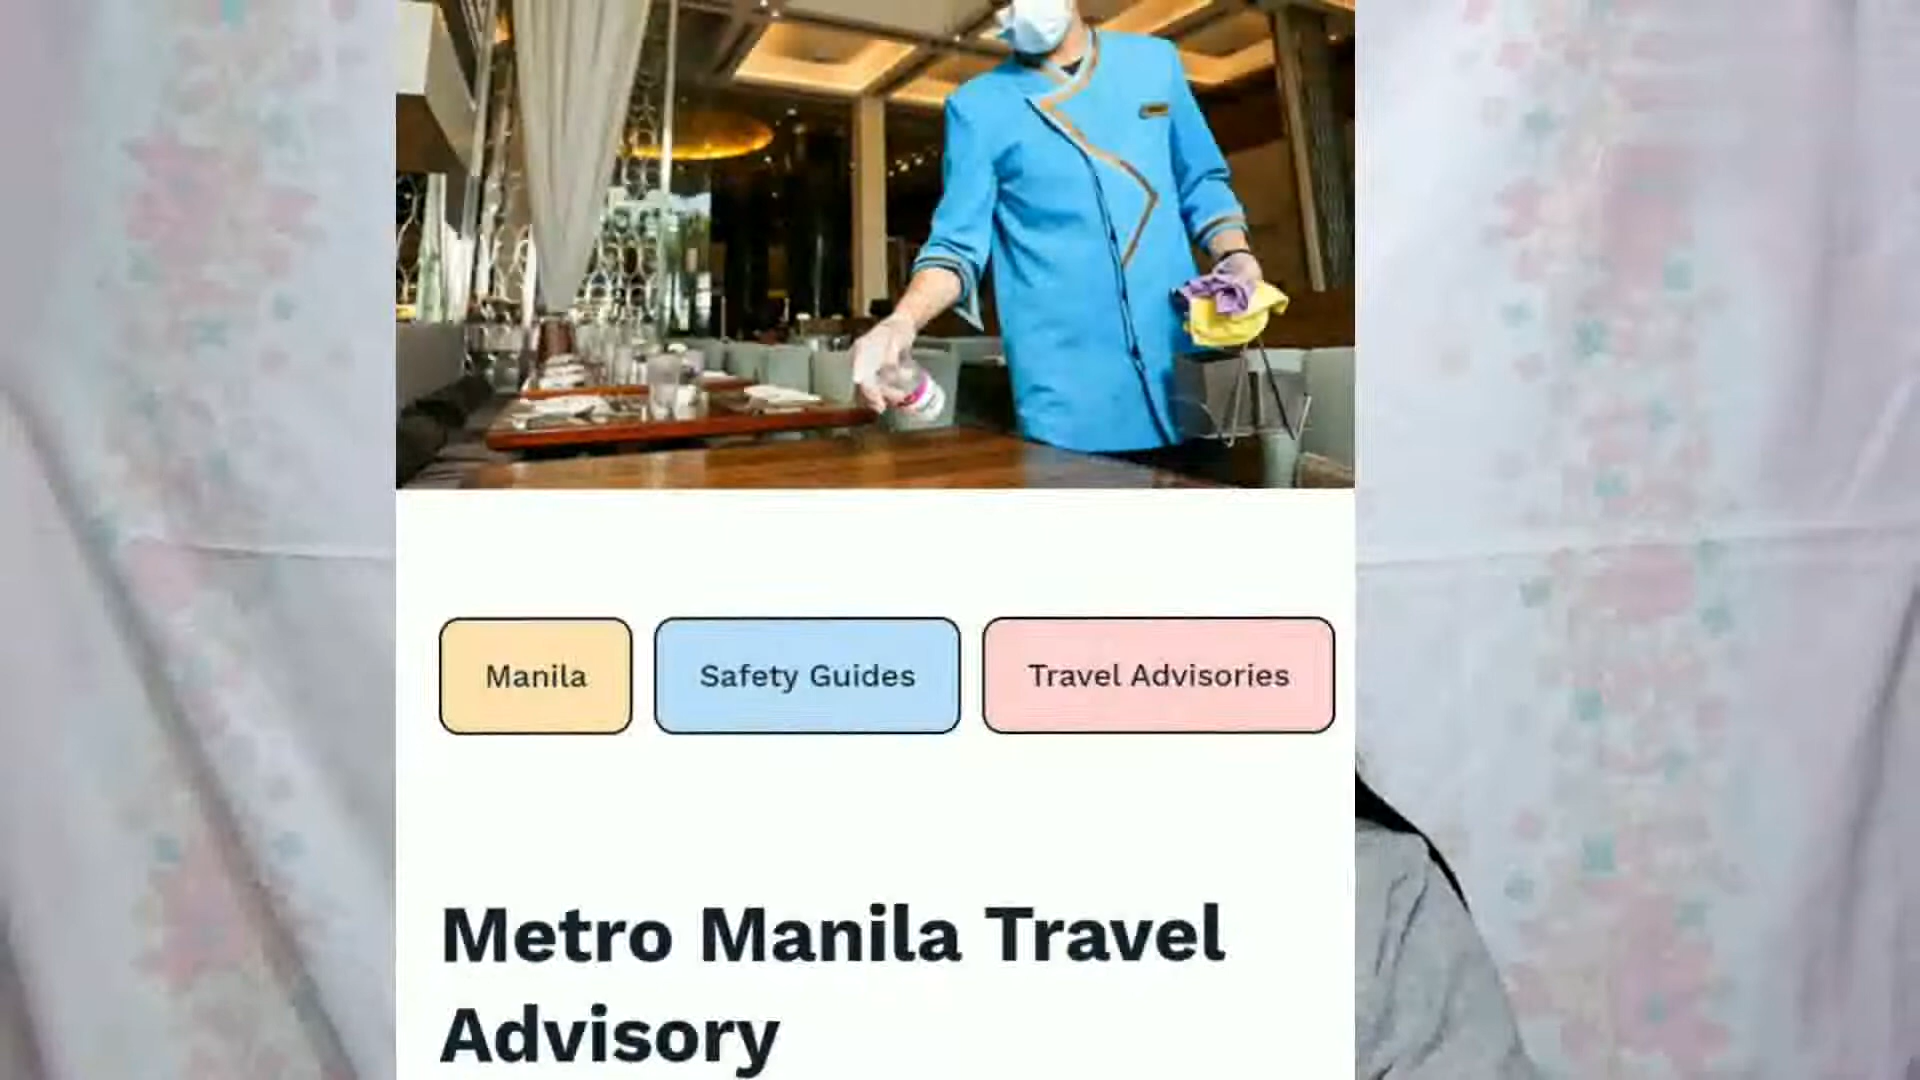 Manila
Safety Guides
Travel Advisories
Metro Manila Travel
Advisory